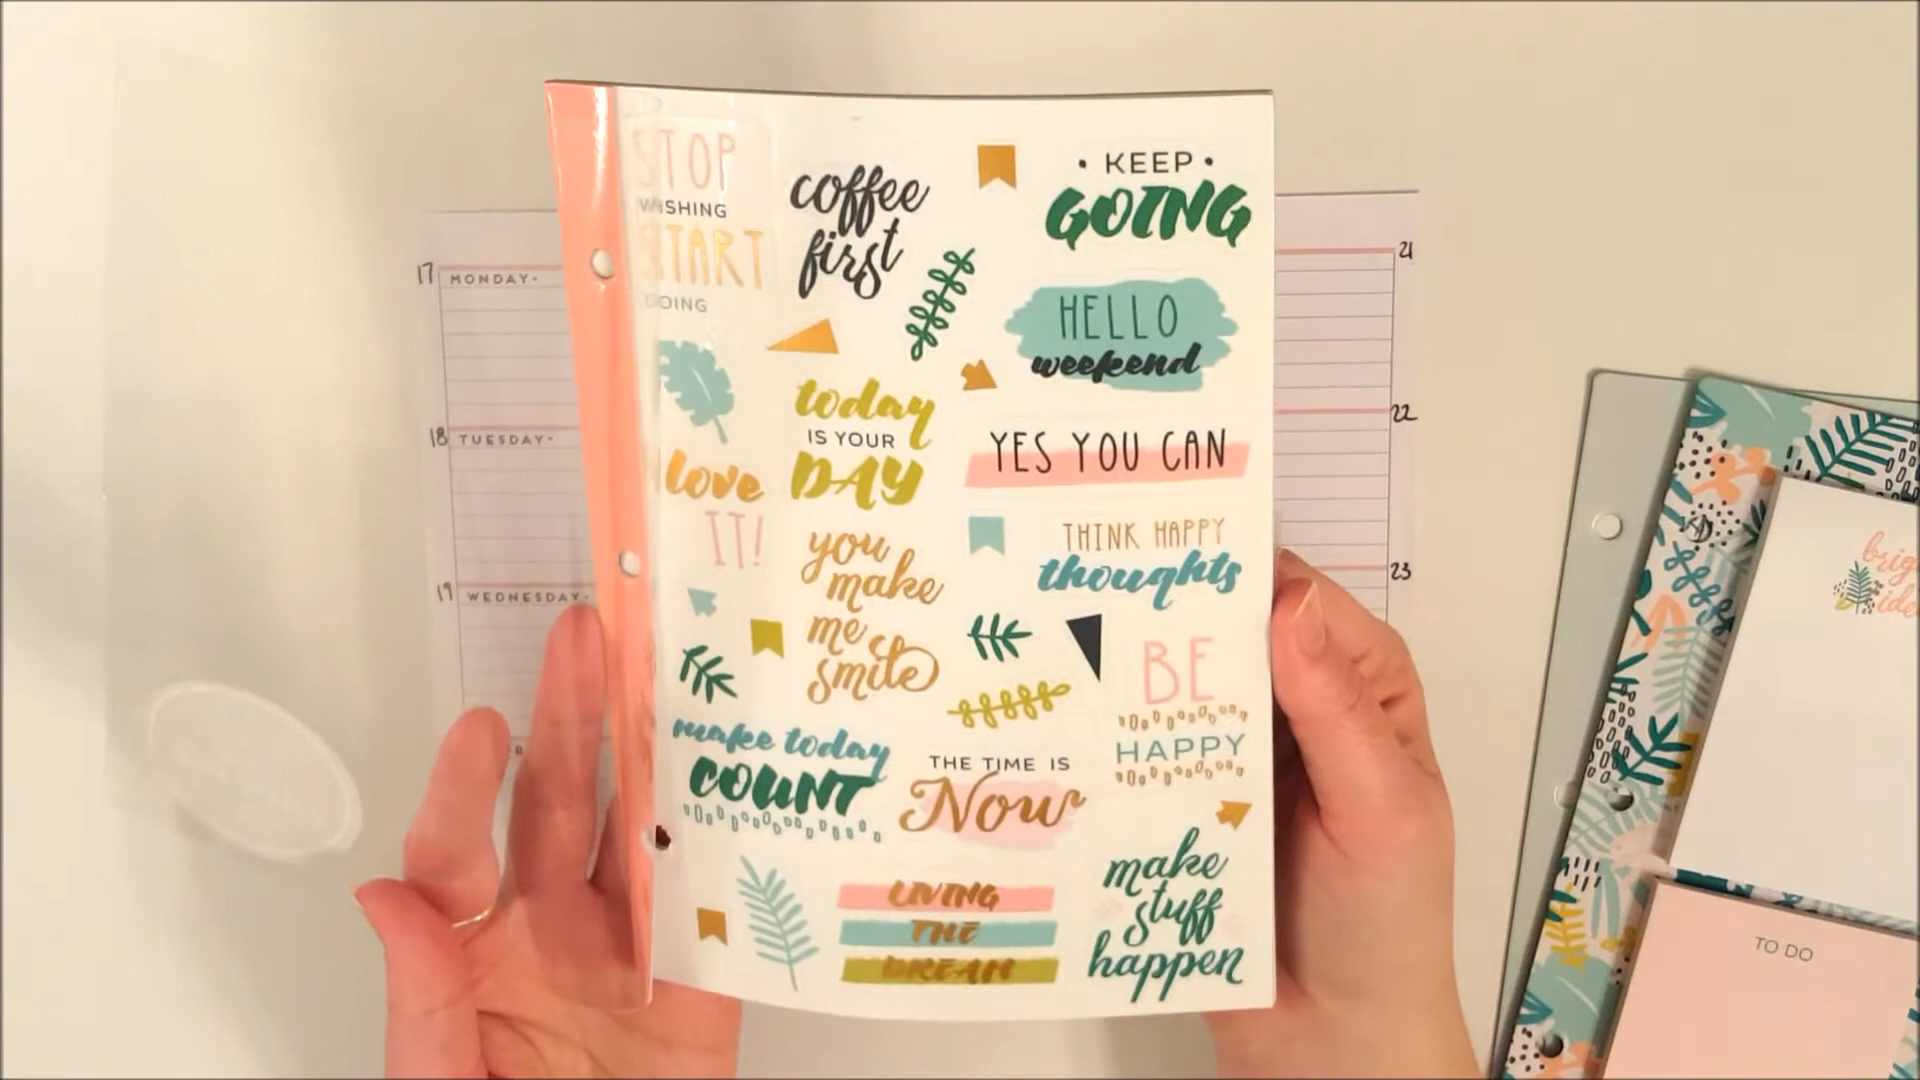 STOP
WISHING
START
DOING
coffee
first
• KEEP •
GOING
HELLO
weekend
today
IS YOUR
DAY
YES YOU CAN
love
IT!
you
make
me
smile
THINK HAPPY
thoughts
BE
HAPPY
make today
COUNT
THE TIME IS
Now
LIVING
THE
DREAM
make
stuff
happen
17 MONDAY•
18 TUESDAY•
19 WEDNESDAY•
21
22
23
TO DO